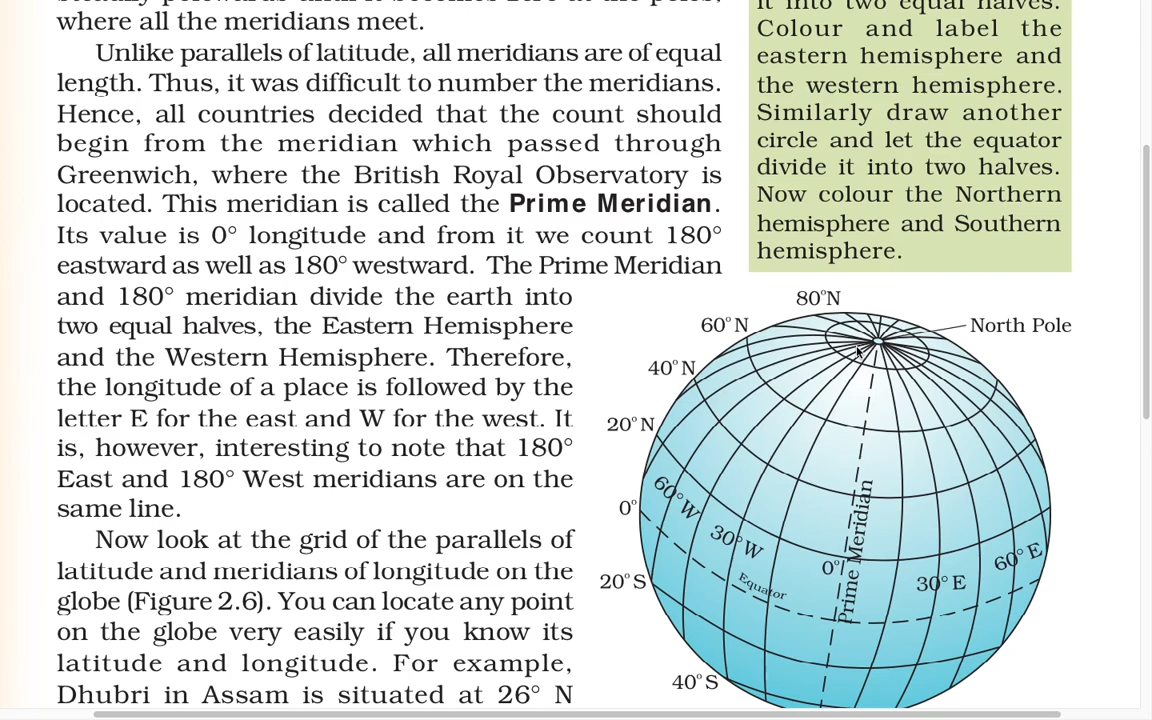 where all the meridians meet.
Unlike parallels of latitude, all meridians are of equal
length. Thus, it was difficult to number the meridians.
Hence, all countries decided that the count should
begin from the meridian which passed through
Greenwich, where the British Royal Observatory is
located. This meridian is called the Prime Meridian.
Its value is 0° longitude and from it we count 180°
eastward as well as 180° westward. The Prime Meridian
and 180° meridian divide the earth into
two equal halves, the Eastern Hemisphere
and the Western Hemisphere. Therefore,
the longitude of a place is followed by the
letter E for the east and W for the west. It
is, however, interesting to note that 180°
East and 180° West meridians are on the
same line.
Now look at the grid of the parallels of
latitude and meridians of longitude on the
globe (Figure 2.6). You can locate any point
on the globe very easily if you know its
latitude and longitude. For example,
Dhubri in Assam is situated at 26° N
it into two equal halves.
Colour and label the
eastern hemisphere and
the western hemisphere.
Similarly draw another
circle and let the equator
divide it into two halves.
Now colour the Northern
hemisphere and Southern
hemisphere.
80°N
60°N
North Pole
40°N
20°N
0°
60°W
30°W
0°
Prime Meridian
30°E
60°E
Equator
20°S
40°S